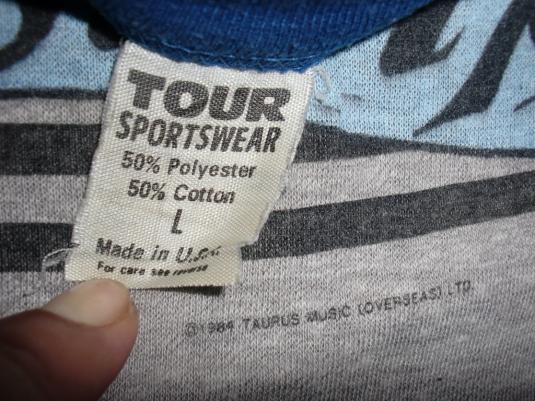 TOUR
SPORTSWEAR
50% Polyester
50% Cotton
L
Made in U.S.
For care see reverse
©1984 TAURUS MUSIC (OVERSEAS) LTD.